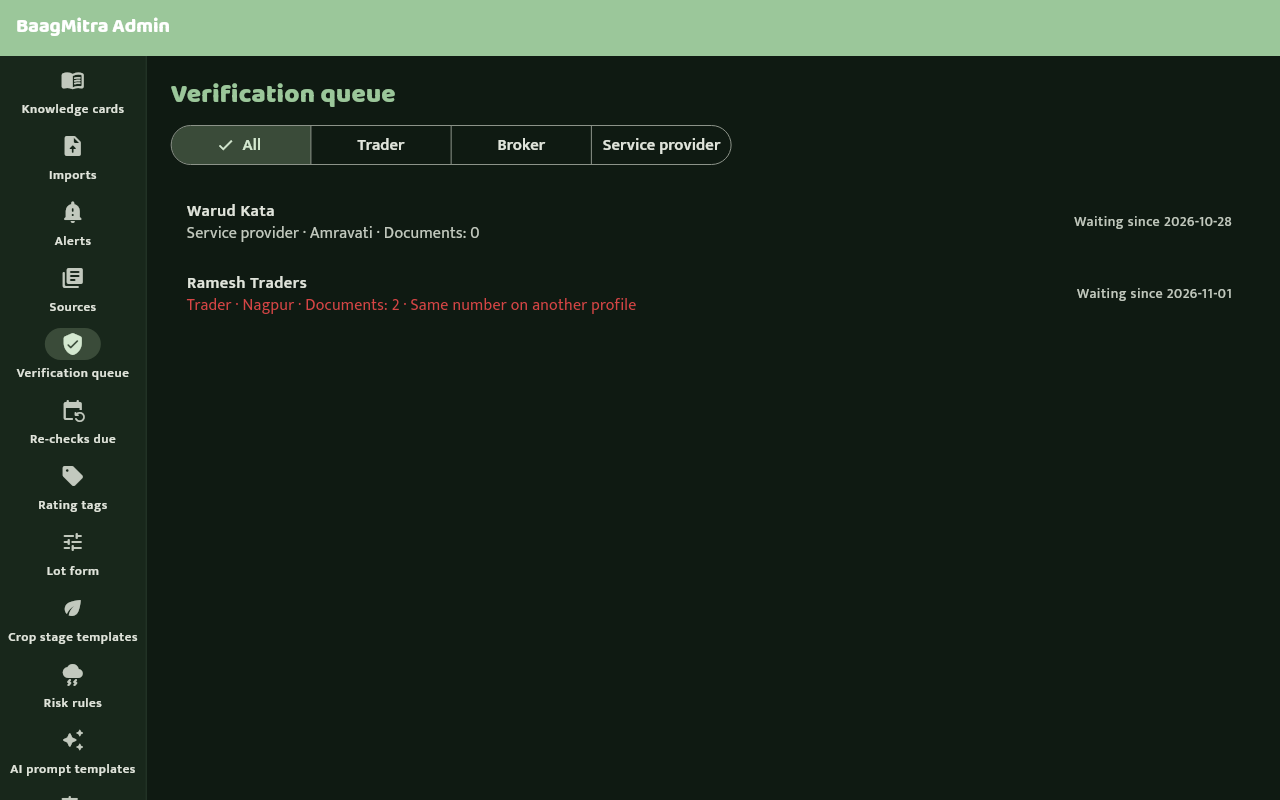 BaagMitra Admin
Knowledge cards
Imports
Alerts
Sources
Verification queue
Re-checks due
Rating tags
Lot form
Crop stage templates
Risk rules
AI prompt templates
Verification queue
All
Trader
Broker
Service provider
Warud Kata
Service provider · Amravati · Documents: 0
Waiting since 2026-10-28
Ramesh Traders
Trader · Nagpur · Documents: 2 · Same number on another profile
Waiting since 2026-11-01